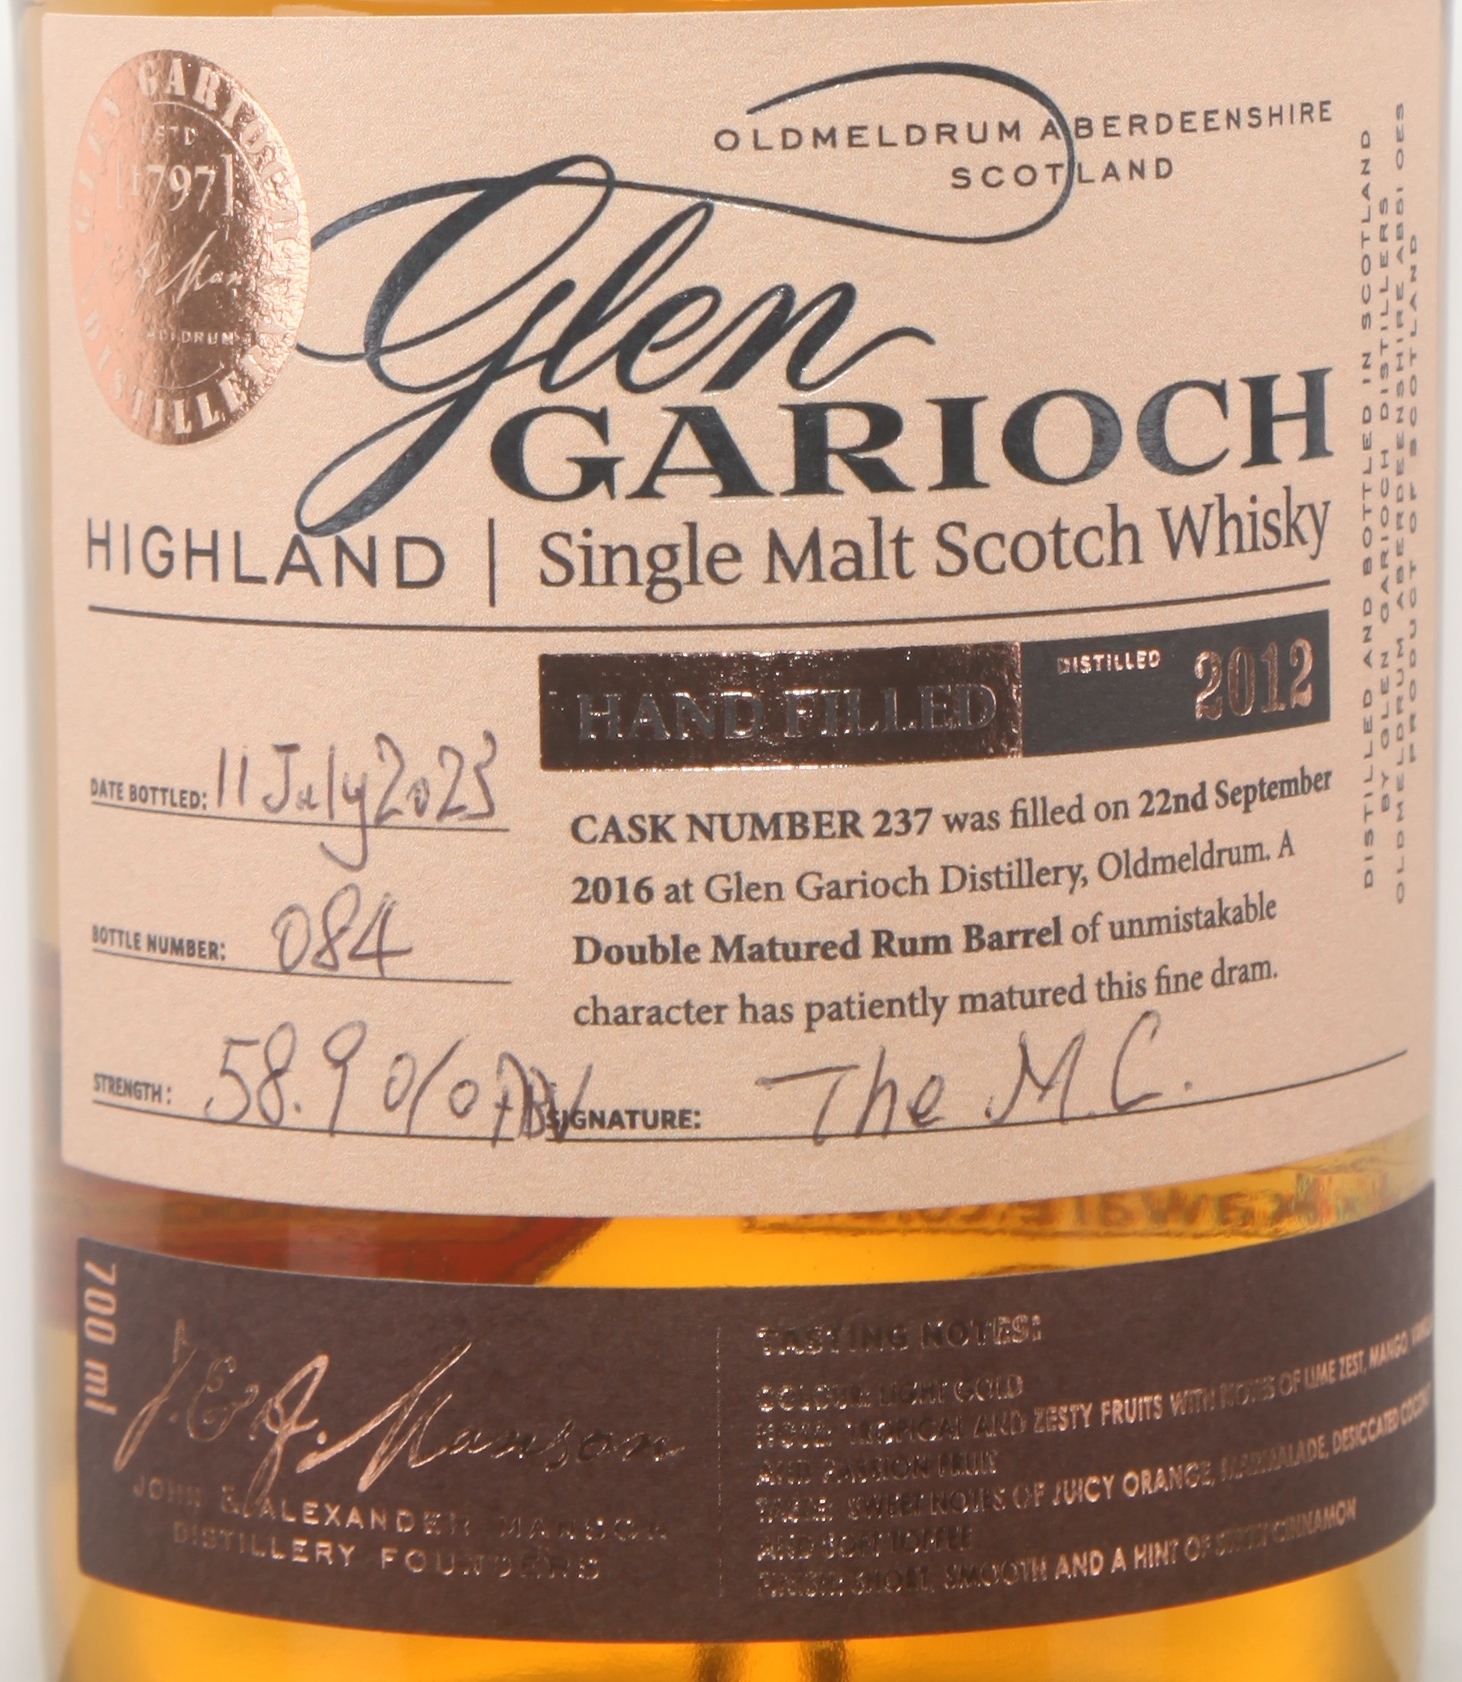 GLEN GARIOCH
DISTILLERY
EST'D
1797
OLDMELDRUM ABERDEENSHIRE
SCOTLAND
Glen
GARIOCH
HIGHLAND | Single Malt Scotch Whisky
HAND FILLED DISTILLED 2012
DATE BOTTLED: 11 July 2023
BOTTLE NUMBER: 084
STRENGTH: 58.9 % ABV
CASK NUMBER 237 was filled on 22nd September
2016 at Glen Garioch Distillery, Oldmeldrum. A
Double Matured Rum Barrel of unmistakable
character has patiently matured this fine dram.
SIGNATURE: The M.C.
DISTILLED AND BOTTLED IN SCOTLAND
BY GLEN GARIOCH DISTILLERS
OLDMELDRUM ABERDEENSHIRE AB51 0ES
PRODUCT OF SCOTLAND
700 ml
J. & J. Manson
JOHN & ALEXANDER MANSON
DISTILLERY FOUNDERS
TASTING NOTES:
COLOUR: LIGHT GOLD
NOSE: TROPICAL AND ZESTY FRUITS WITH NOTES OF LIME ZEST, MANGO,
AND PASSION FRUIT
TASTE: SWEET NOTES OF JUICY ORANGE, MARMALADE, DESICCATED
AND SOFT TOFFEE
FINISH: SHORT, SMOOTH AND A HINT OF CINNAMON